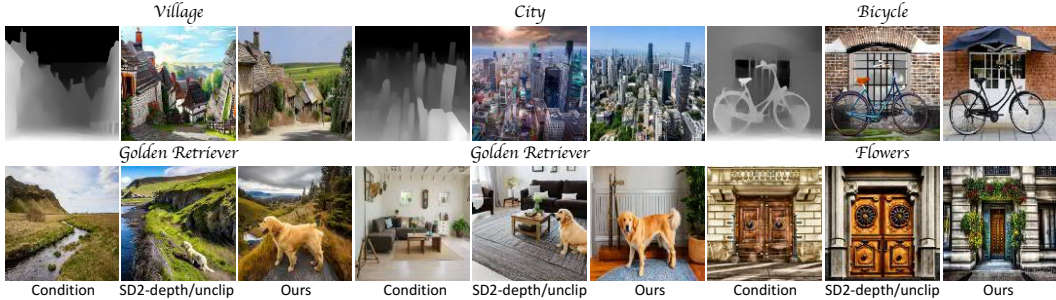 Village City Bicycle
Golden Retriever Golden Retriever Flowers
Condition SD2-depth/unclip Ours Condition SD2-depth/unclip Ours Condition SD2-depth/unclip Ours